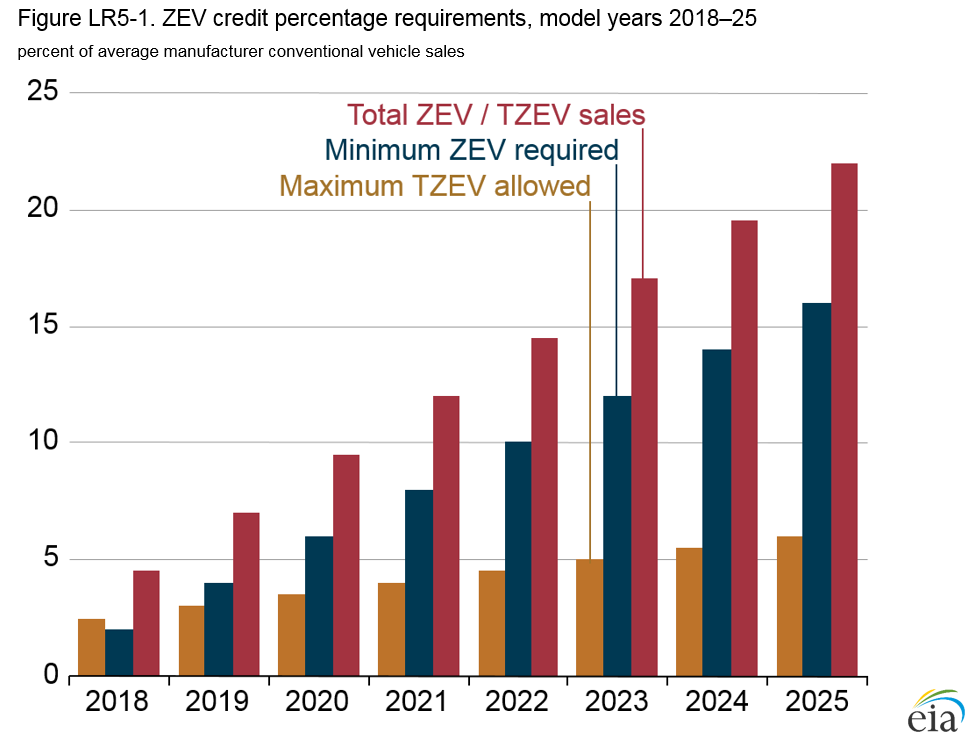 Figure LR5-1. ZEV credit percentage requirements, model years 2018–25
percent of average manufacturer conventional vehicle sales
25
Total ZEV / TZEV sales
Minimum ZEV required
Maximum TZEV allowed
20
15
10
5
0
2018 2019 2020 2021 2022 2023 2024 2025
eia